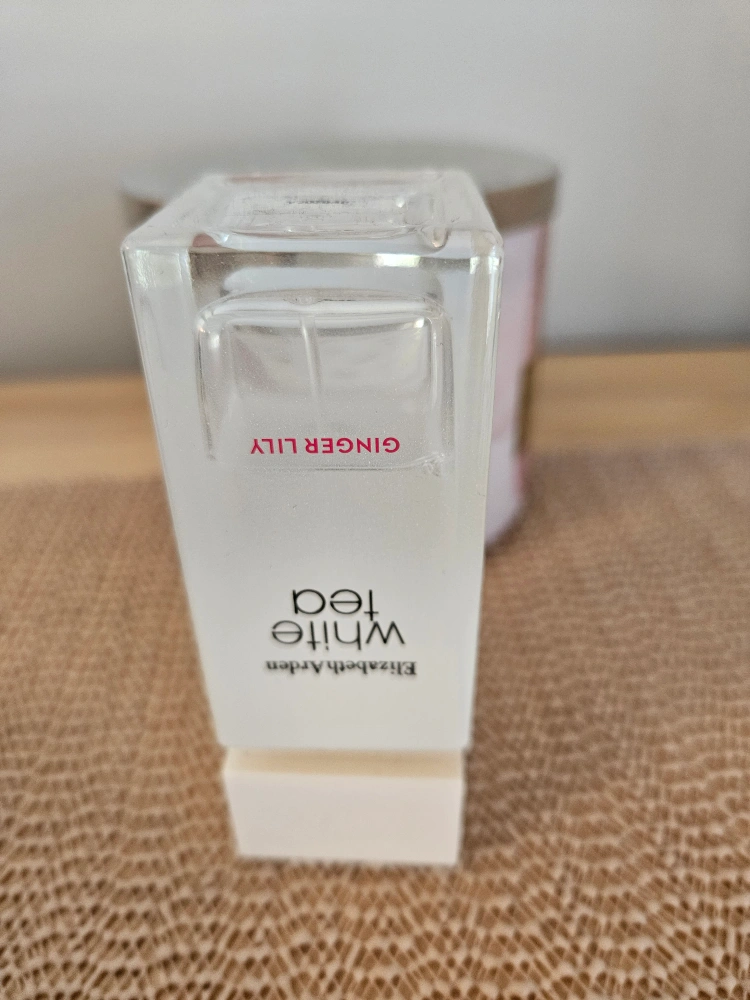 Elizabeth Arden
white
tea
GINGER LILY